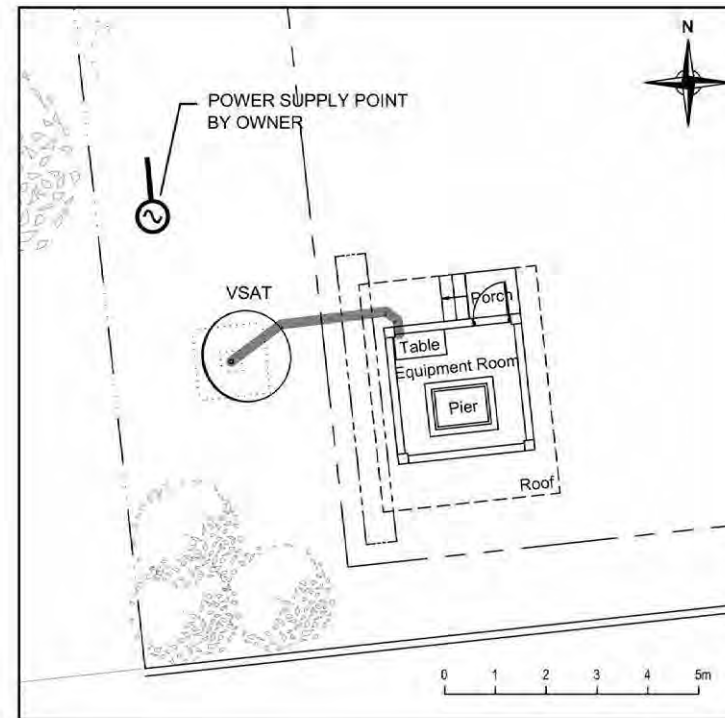 N
POWER SUPPLY POINT
BY OWNER
VSAT
Porch
Table
Equipment Room
Pier
Roof
0 1 2 3 4 5m